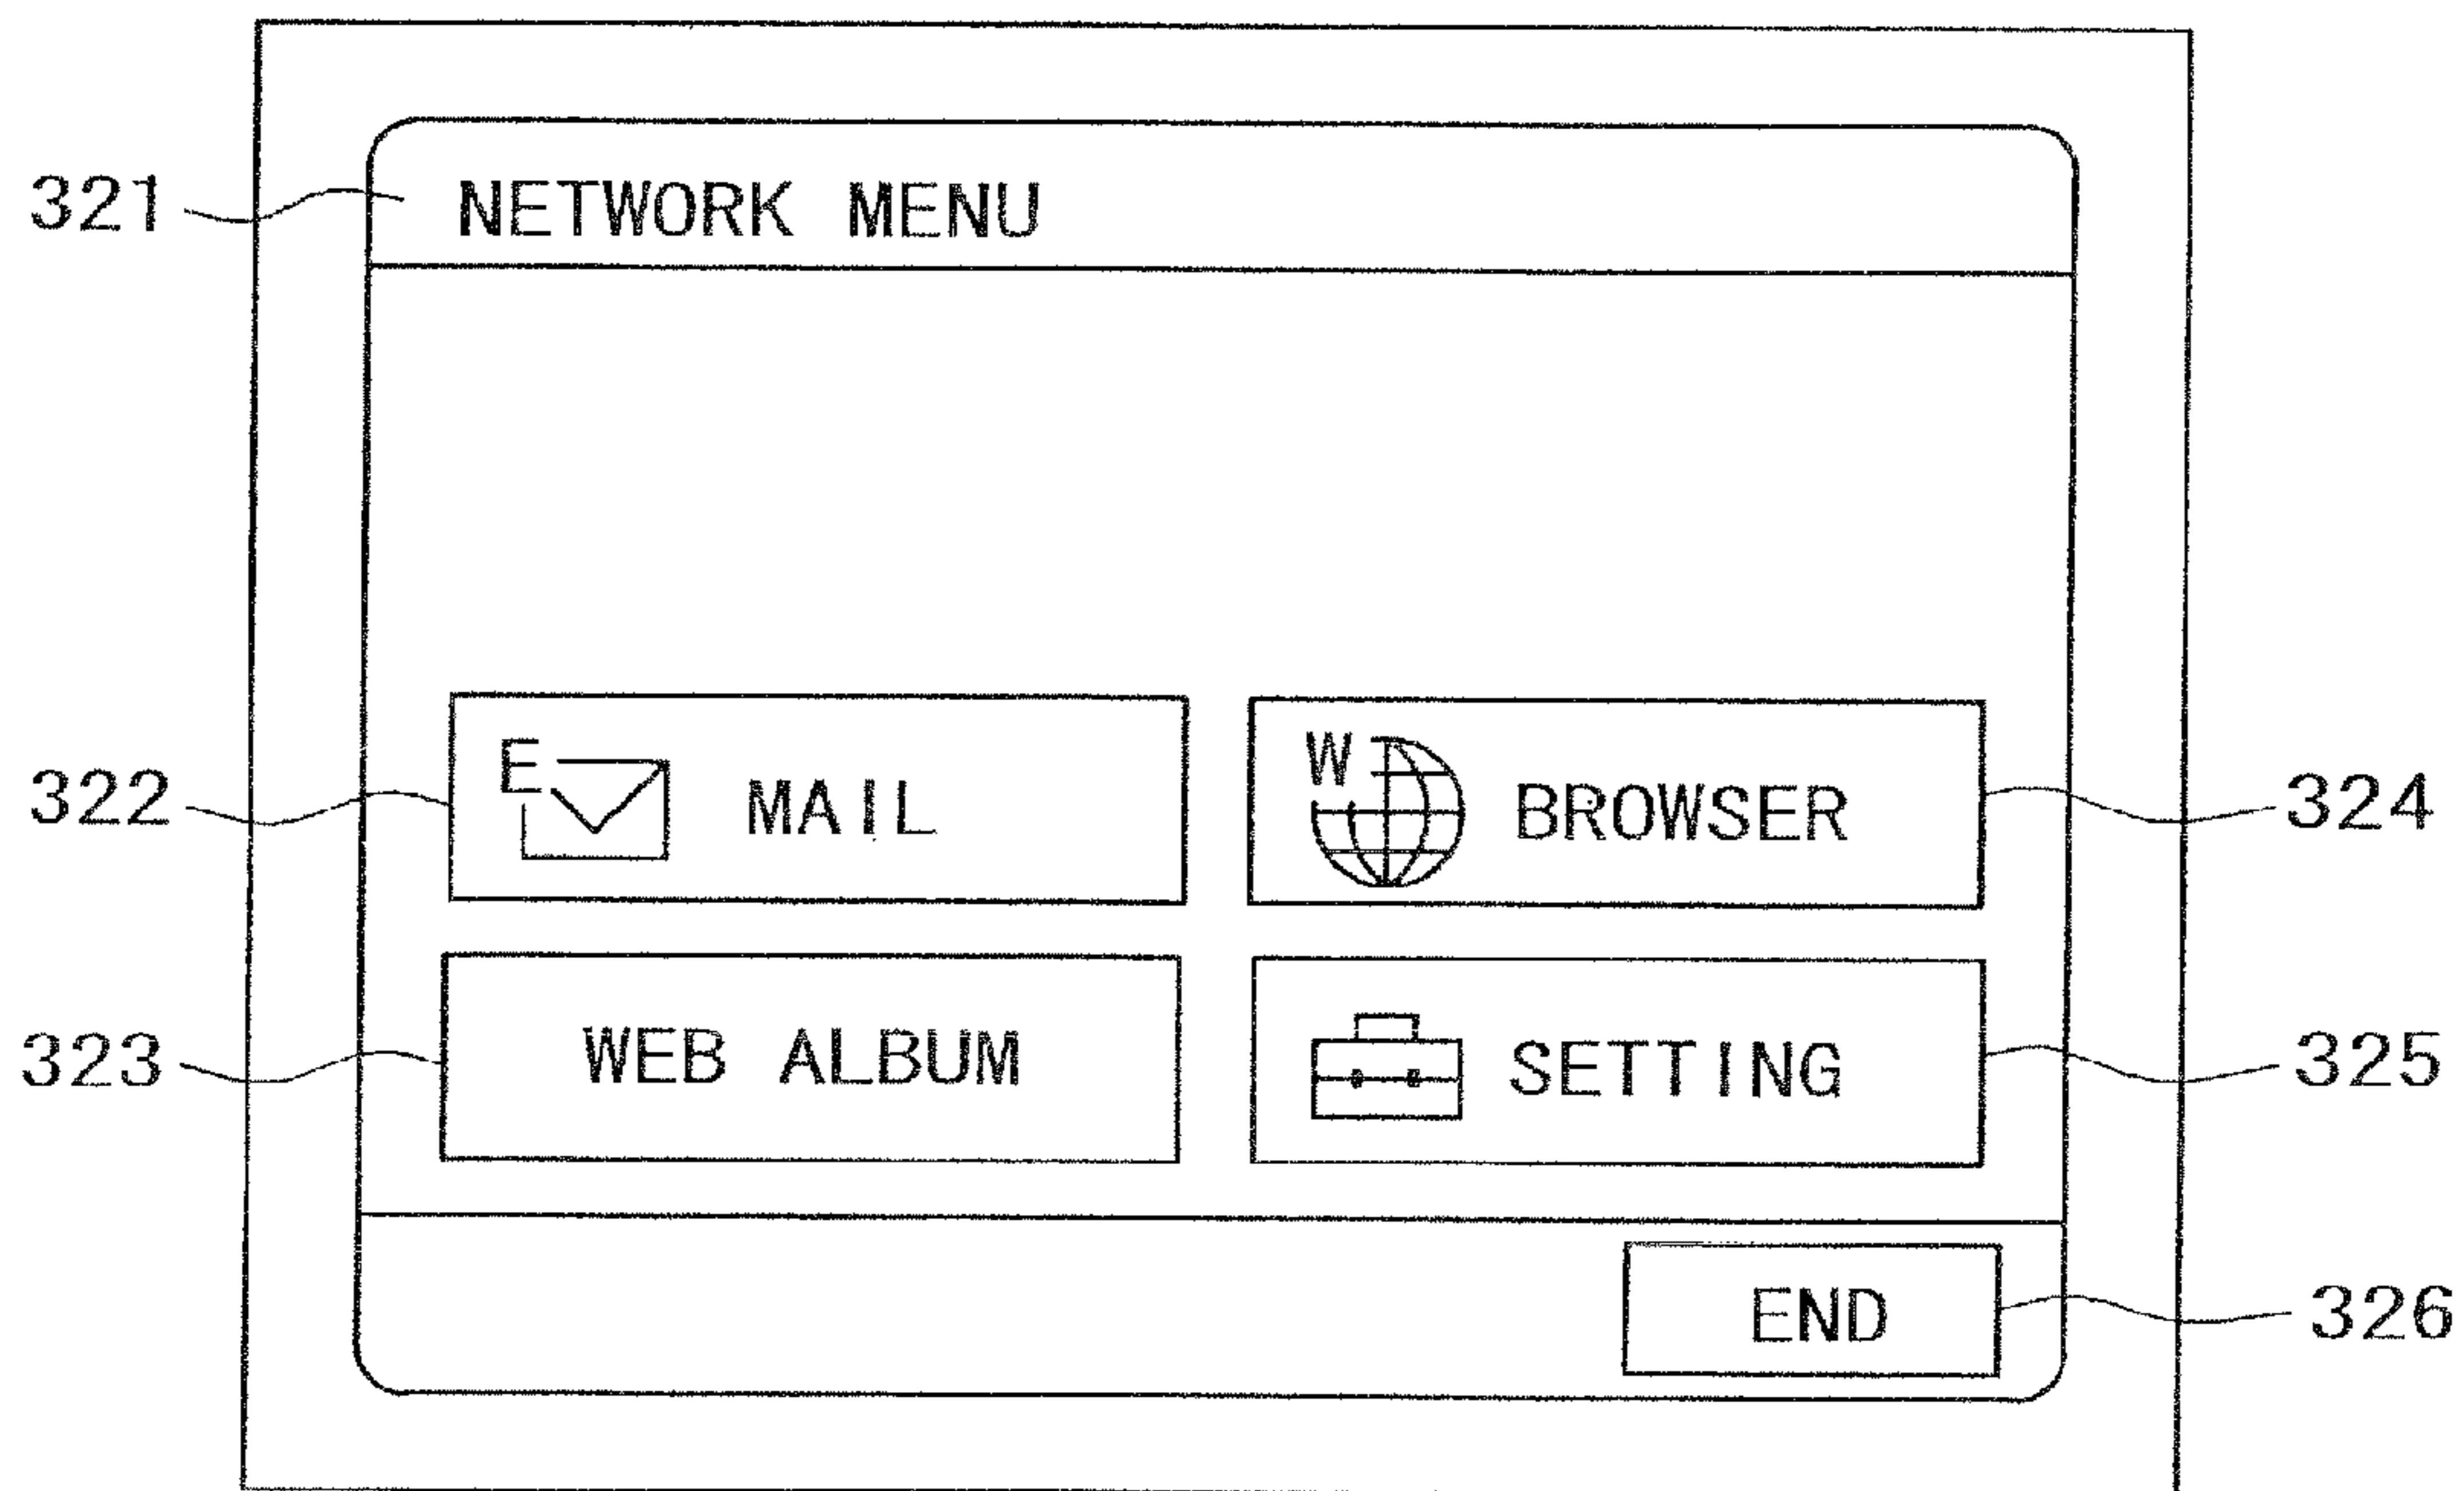 321 NETWORK MENU
322 E MAIL W BROWSER 324
323 WEB ALBUM SETTING 325
END 326